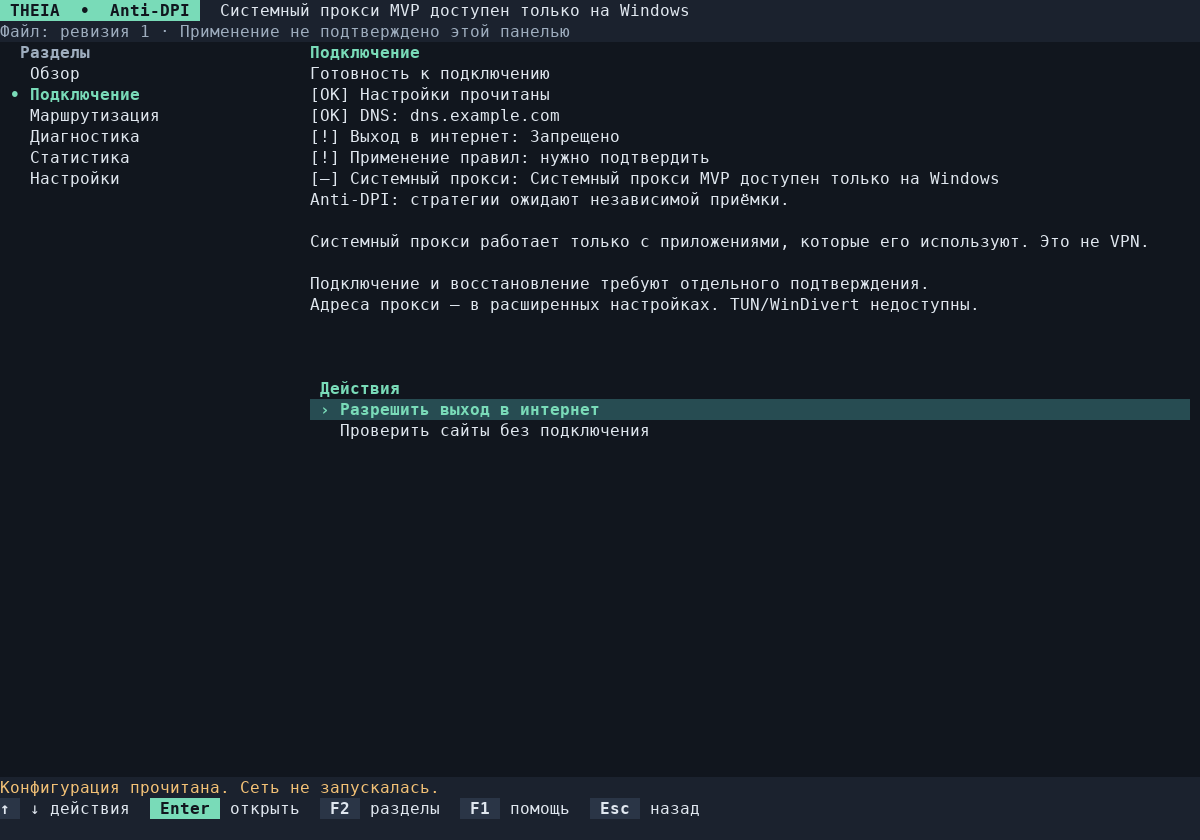 THEIA • Anti-DPI Системный прокси MVP доступен только на Windows
Файл: ревизия 1 · Применение не подтверждено этой панелью
Разделы
Обзор
• Подключение
Маршрутизация
Диагностика
Статистика
Настройки
Подключение
Готовность к подключению
[OK] Настройки прочитаны
[OK] DNS: dns.example.com
[!] Выход в интернет: Запрещено
[!] Применение правил: нужно подтвердить
[—] Системный прокси: Системный прокси MVP доступен только на Windows
Anti-DPI: стратегии ожидают независимой приёмки.
Системный прокси работает только с приложениями, которые его используют. Это не VPN.
Подключение и восстановление требуют отдельного подтверждения.
Адреса прокси — в расширенных настройках. TUN/WinDivert недоступны.
Действия
› Разрешить выход в интернет
Проверить сайты без подключения
Конфигурация прочитана. Сеть не запускалась.
↑ ↓ действия Enter открыть F2 разделы F1 помощь Esc назад